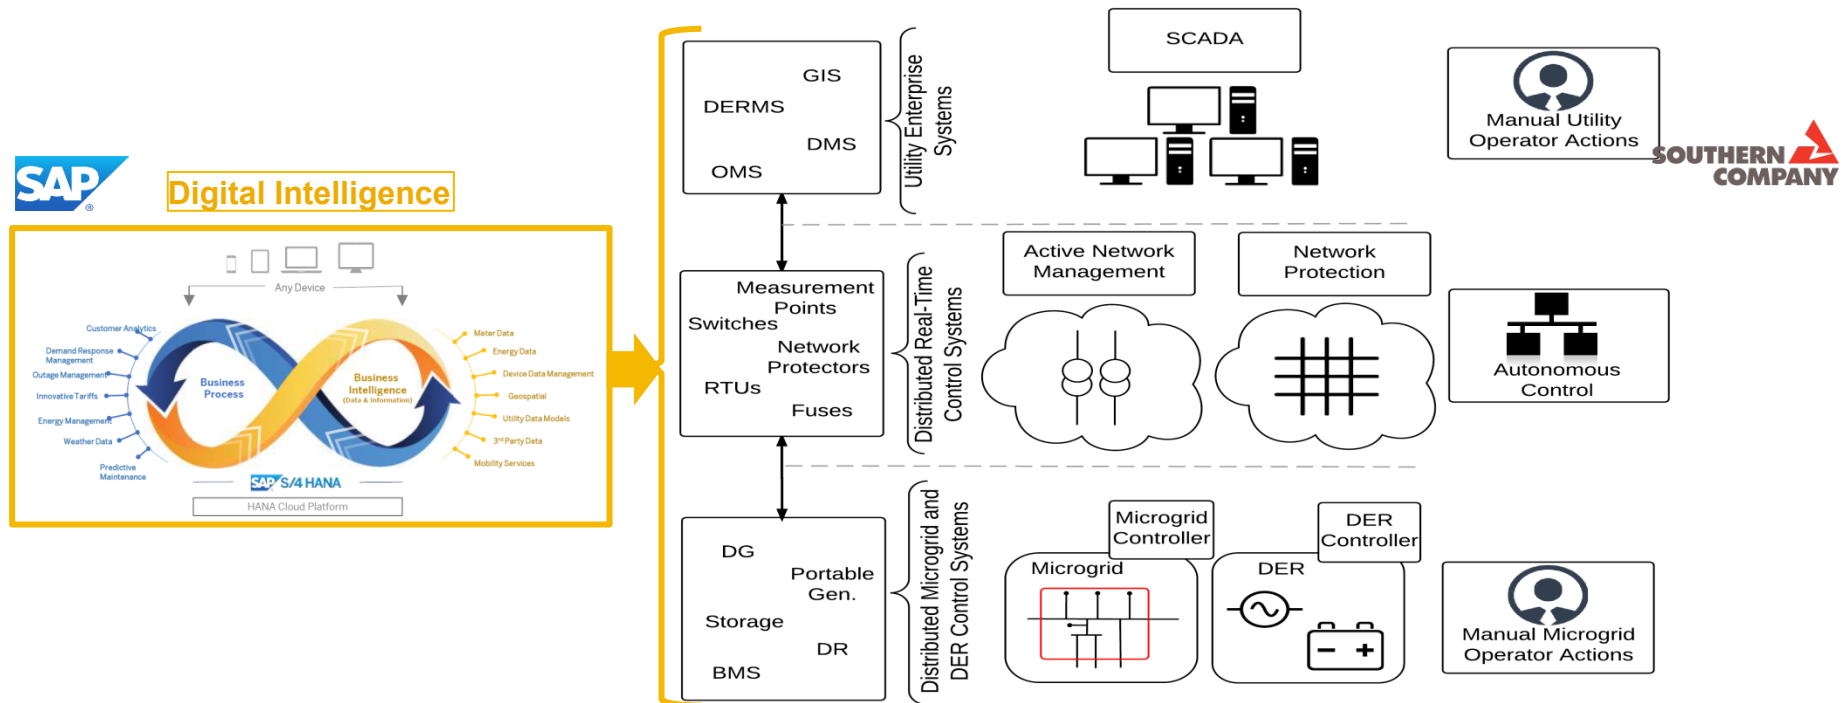 SAP
®
Digital Intelligence
Any Device
Customer Analytics
Demand Response
Management
Outage Management
Innovative Tariffs
Energy Management
Weather Data
Predictive
Maintenance
Business
Process
Business
Intelligence
(Data & Information)
Meter Data
Energy Data
Device Data Management
Geospatial
Utility Data Models
3rd Party Data
Mobility Services
SAP S/4 HANA
HANA Cloud Platform
GIS
DERMS
DMS
OMS
Utility Enterprise
Systems
SCADA
Manual Utility
Operator Actions
SOUTHERN
COMPANY
Measurement
Points
Switches
Network
Protectors
RTUs
Fuses
Distributed Real-Time
Control Systems
Active Network
Management
Network
Protection
Autonomous
Control
DG
Portable
Gen.
Storage
DR
BMS
Distributed Microgrid and
DER Control Systems
Microgrid
Controller
Microgrid
DER
Controller
DER
Manual Microgrid
Operator Actions